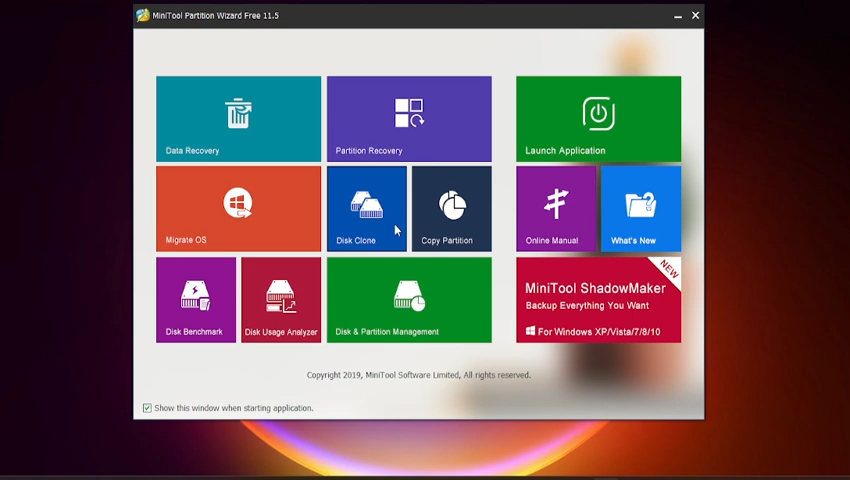 MiniTool Partition Wizard Free 11.5
Data Recovery
Partition Recovery
Launch Application
Migrate OS
Disk Clone
Copy Partition
Online Manual
What's New
Disk Benchmark
Disk Usage Analyzer
Disk & Partition Management
NEW
MiniTool ShadowMaker
Backup Everything You Want
For Windows XP/Vista/7/8/10
Copyright 2019, MiniTool Software Limited, All rights reserved.
Show this window when starting application.